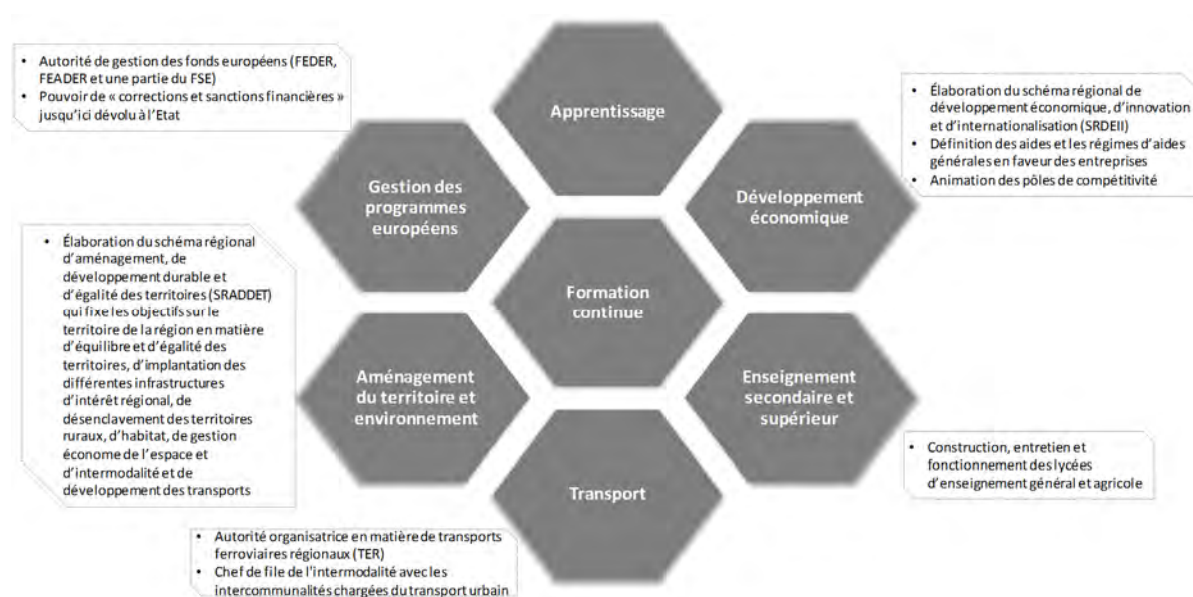 • Autorité de gestion des fonds européens (FEDER,
FEADER et une partie du FSE)
• Pouvoir de « corrections et sanctions financières »
jusqu'ici dévolu à l'Etat
Apprentissage
• Élaboration du schéma régional de
développement économique, d'innovation
et d'internationalisation (SRDEII)
• Définition des aides et les régimes d'aides
générales en faveur des entreprises
• Animation des pôles de compétitivité
Gestion des
programmes
européens
Développement
économique
• Élaboration du schéma régional
d'aménagement, de
développement durable et
d'égalité des territoires (SRADDET)
qui fixe les objectifs sur le
territoire de la région en matière
d'équilibre et d'égalité des
territoires, d'implantation des
différentes infrastructures
d'intérêt régional, de
désenclavement des territoires
ruraux, d'habitat, de gestion
économe de l'espace et
d'intermodalité et de
développement des transports
Formation
continue
Aménagement
du territoire et
environnement
Enseignement
secondaire et
supérieur
• Construction, entretien et
fonctionnement des lycées
d'enseignement général et agricole
Transport
• Autorité organisatrice en matière de transports
ferroviaires régionaux (TER)
• Chef de file de l'intermodalité avec les
intercommunalités chargées du transport urbain